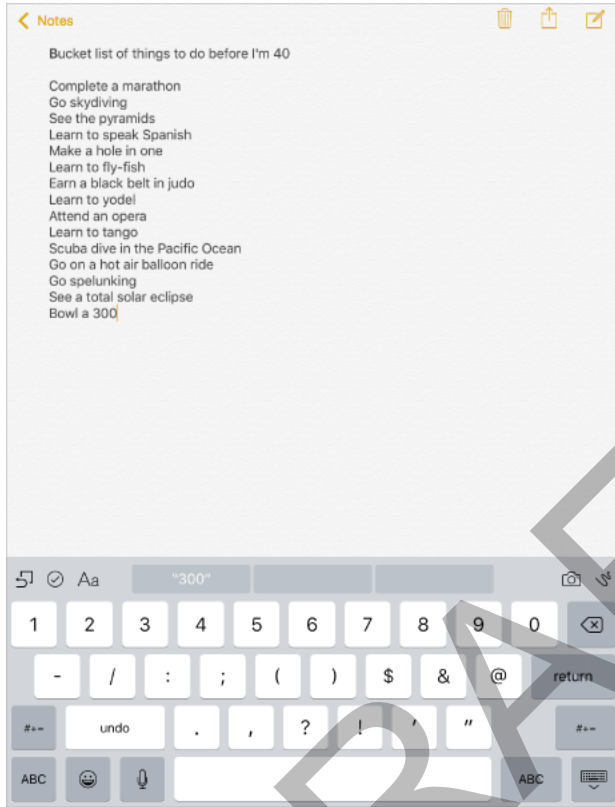 Notes
Bucket list of things to do before I'm 40
Complete a marathon
Go skydiving
See the pyramids
Learn to speak Spanish
Make a hole in one
Learn to fly-fish
Earn a black belt in judo
Learn to yodel
Attend an opera
Learn to tango
Scuba dive in the Pacific Ocean
Go on a hot air balloon ride
Go spelunking
See a total solar eclipse
Bowl a 300
Aa "300"
1 2 3 4 5 6 7 8 9 0
- / : ; ( ) $ & @ return
#+= undo . , ? ! ' " #+=
ABC ABC